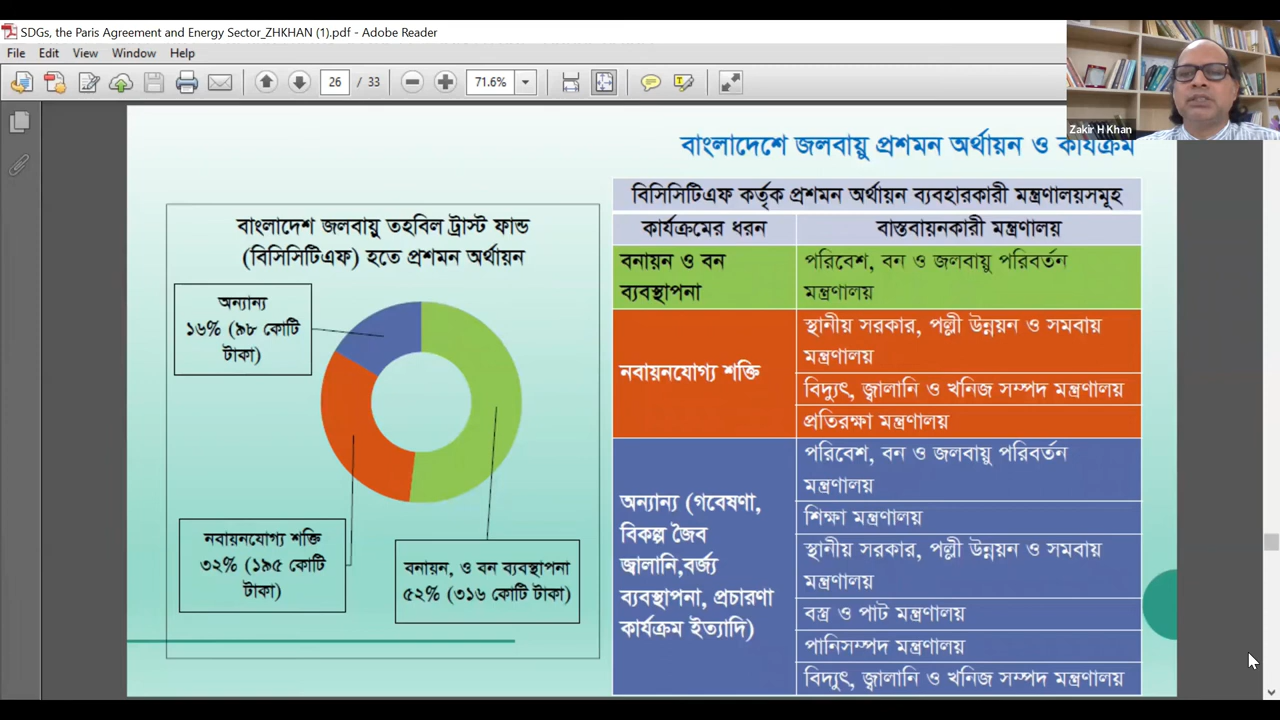 SDGs, the Paris Agreement and Energy Sector_ZHKHAN (1).pdf - Adobe Reader
File Edit View Window Help
26 / 33 71.6%
Zakir H Khan
বাংলাদেশে জলবায়ু প্রশমন অর্থায়ন ও কার্যক্রম
বাংলাদেশ জলবায়ু তহবিল ট্রাস্ট ফান্ড
(বিসিসিটিএফ) হতে প্রশমন অর্থায়ন
অন্যান্য
১৬% (৯৮ কোটি
টাকা)
নবায়নযোগ্য শক্তি
৩২% (১৯৫ কোটি
টাকা)
বনায়ন, ও বন ব্যবস্থাপনা
৫২% (৩১৬ কোটি টাকা)
বিসিসিটিএফ কর্তৃক প্রশমন অর্থায়ন ব্যবহারকারী মন্ত্রণালয়সমূহ
কার্যক্রমের ধরন বাস্তবায়নকারী মন্ত্রণালয়
বনায়ন ও বন
ব্যবস্থাপনা
পরিবেশ, বন ও জলবায়ু পরিবর্তন
মন্ত্রণালয়
নবায়নযোগ্য শক্তি
স্থানীয় সরকার, পল্লী উন্নয়ন ও সমবায়
মন্ত্রণালয়
বিদ্যুৎ, জ্বালানি ও খনিজ সম্পদ মন্ত্রণালয়
প্রতিরক্ষা মন্ত্রণালয়
অন্যান্য (গবেষণা,
বিকল্প জৈব
জ্বালানি,বর্জ্য
ব্যবস্থাপনা, প্রচারণা
কার্যক্রম ইত্যাদি)
পরিবেশ, বন ও জলবায়ু পরিবর্তন
মন্ত্রণালয়
শিক্ষা মন্ত্রণালয়
স্থানীয় সরকার, পল্লী উন্নয়ন ও সমবায়
মন্ত্রণালয়
বস্ত্র ও পাট মন্ত্রণালয়
পানিসম্পদ মন্ত্রণালয়
বিদ্যুৎ, জ্বালানি ও খনিজ সম্পদ মন্ত্রণালয়